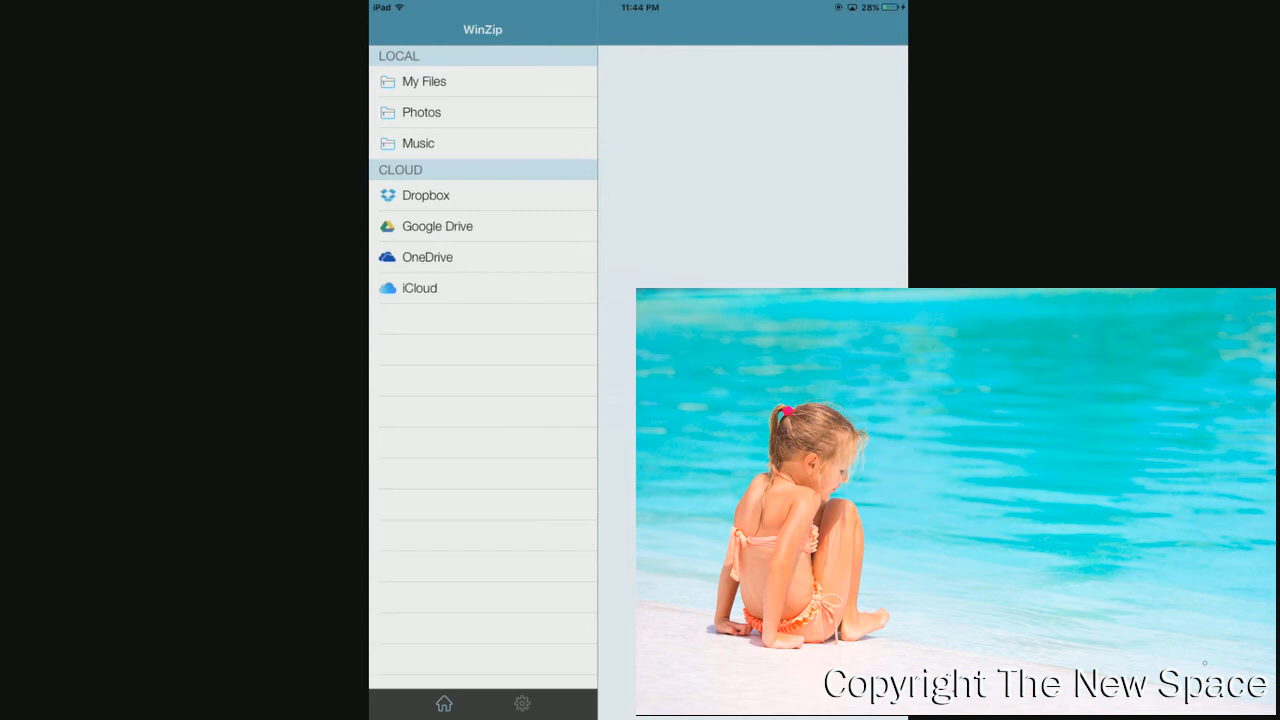 iPad
11:44 PM
28%
WinZip
LOCAL
My Files
Photos
Music
CLOUD
Dropbox
Google Drive
OneDrive
iCloud
Copyright The New Space